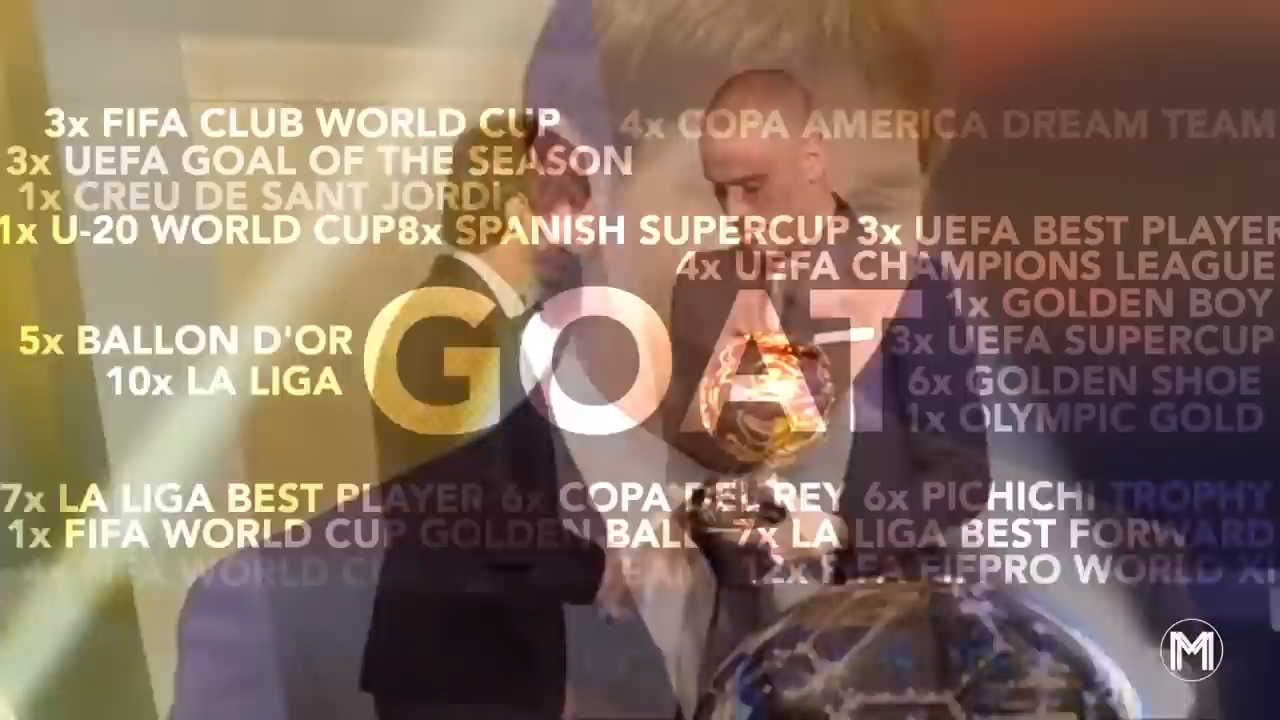 3x FIFA CLUB WORLD CUP 4x COPA AMERICA DREAM TEAM
3x UEFA GOAL OF THE SEASON
1x CREU DE SANT JORDI
1x U-20 WORLD CUP 8x SPANISH SUPERCUP 3x UEFA BEST PLAYER
4x UEFA CHAMPIONS LEAGUE
1x GOLDEN BOY
5x BALLON D'OR
GOAT
3x UEFA SUPERCUP
10x LA LIGA
6x GOLDEN SHOE
1x OLYMPIC GOLD
7x LA LIGA BEST PLAYER 6x COPA DEL REY 6x PICHICHI TROPHY
1x FIFA WORLD CUP GOLDEN BALL 7x LA LIGA BEST FORWARD
WORLD 12x FIFA FIFPRO WORLD XI
M